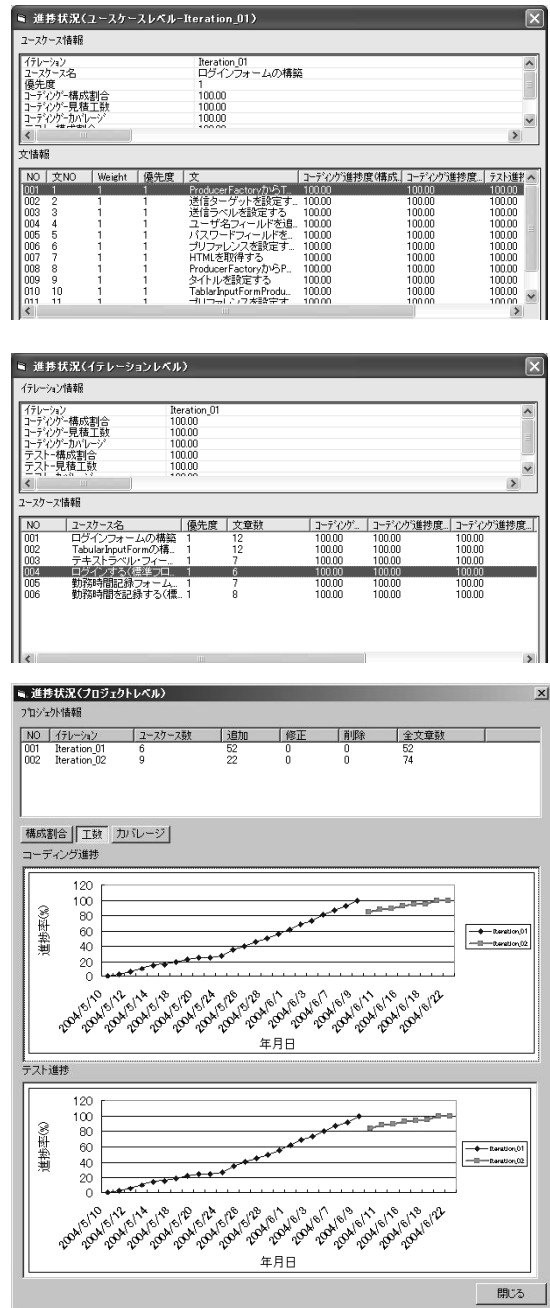 進捗状況(ユースケースレベル-Iteration_01)
ユースケース情報
イテレーション Iteration_01
ユースケース名 ログインフォームの構築
優先度 1
コーディング-構成割合 100.00
コーディング-見積工数 100.00
コーディング-カバレージ 100.00
文情報
NO 文NO Weight 優先度 文 コーディング進捗度(構成... コーディング進捗度... テスト進捗
001 1 1 1 ProducerFactoryからT... 100.00 100.00 100.00
002 2 1 1 送信ターゲットを設定す... 100.00 100.00 100.00
003 3 1 1 送信ラベルを設定する 100.00 100.00 100.00
004 4 1 1 ユーザ名フィールドを追... 100.00 100.00 100.00
005 5 1 1 パスワードフィールドを... 100.00 100.00 100.00
006 6 1 1 プリファレンスを設定す... 100.00 100.00 100.00
007 7 1 1 HTMLを取得する 100.00 100.00 100.00
008 8 1 1 ProducerFactoryからP... 100.00 100.00 100.00
009 9 1 1 タイトルを設定する 100.00 100.00 100.00
010 10 1 1 TablarInputFormProdu... 100.00 100.00 100.00
011 11 1 1 プリファレンスを設定す 100.00 100.00 100.00
進捗状況(イテレーションレベル)
イテレーション情報
イテレーション Iteration_01
コーディング-構成割合 100.00
コーディング-見積工数 100.00
コーディング-カバレージ 100.00
テスト-構成割合 100.00
テスト-見積工数 100.00
ユースケース情報
NO ユースケース名 優先度 文章数 コーディング... コーディング進捗度... コーディング進捗度...
001 ログインフォームの構築 1 12 100.00 100.00 100.00
002 TabularInputFormの構... 1 12 100.00 100.00 100.00
003 テキストラベル・フィー... 1 7 100.00 100.00 100.00
004 ログインする(標準フロ... 1 6 100.00 100.00 100.00
005 勤務時間記録フォーム... 1 7 100.00 100.00 100.00
006 勤務時間を記録する(標... 1 8 100.00 100.00 100.00
進捗状況(プロジェクトレベル)
プロジェクト情報
NO イテレーション ユースケース数 追加 修正 削除 全文章数
001 Iteration_01 6 52 0 0 52
002 Iteration_02 9 22 0 0 74
構成割合 工数 カバレージ
コーディング進捗
120
100
80
60
40
20
0
進捗率(%)
Iteration_01
Iteration_02
2004/5/10 2004/5/12 2004/5/14 2004/5/18 2004/5/20 2004/5/24 2004/5/26 2004/5/28 2004/6/1 2004/6/3 2004/6/7 2004/6/9 2004/6/11 2004/6/16 2004/6/18 2004/6/22
年月日
テスト進捗
120
100
80
60
40
20
0
進捗率(%)
Iteration_01
Iteration_02
2004/5/10 2004/5/12 2004/5/14 2004/5/18 2004/5/20 2004/5/24 2004/5/26 2004/5/28 2004/6/1 2004/6/3 2004/6/7 2004/6/9 2004/6/11 2004/6/16 2004/6/18 2004/6/22
年月日
閉じる